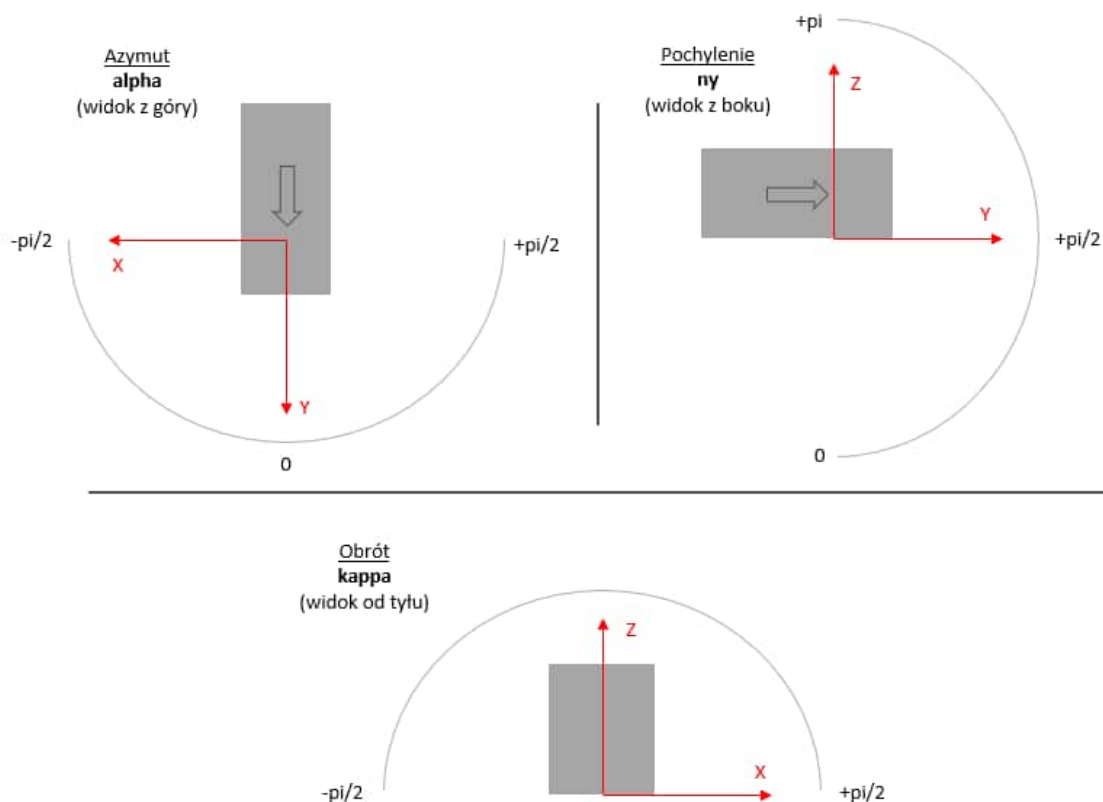 Azymut
alpha
(widok z góry)
-pi/2
X
Y
+pi/2
0
Pochylenie
ny
(widok z boku)
+pi
Z
Y
+pi/2
0
Obrót
kappa
(widok od tyłu)
Z
X
-pi/2
+pi/2